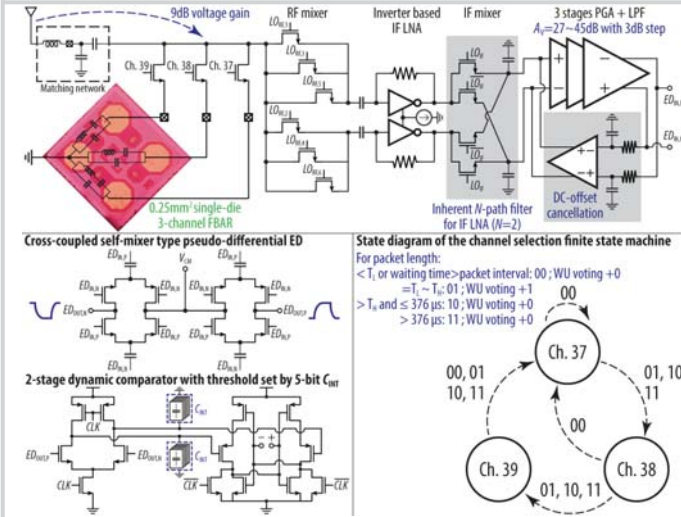 9dB voltage gain
RF mixer
Inverter based
IF LNA
IF mixer
3 stages PGA + LPF
A_V=27~45dB with 3dB step
Ch. 39
Ch. 38
Ch. 37
Matching network
0.25mm² single-die
3-channel FBAR
Inherent N-path filter
for IF LNA (N=2)
DC-offset
cancellation
Cross-coupled self-mixer type pseudo-differential ED
V_CM
ED_OUT,N
ED_OUT,P
2-stage dynamic comparator with threshold set by 5-bit C_INT
CLK
C_INT
C_INT
ED_OUT,P
ED_OUT,N
CLK
CLK
CLK
State diagram of the channel selection finite state machine
For packet length:
< T_L or waiting time>packet interval: 00 ; WU voting +0
=T_L ~ T_H: 01 ; WU voting +1
> T_H and ≤ 376 μs: 10 ; WU voting +0
> 376 μs: 11 ; WU voting +0
00
Ch. 37
00, 01
10, 11
01, 10
11
00
Ch. 39
Ch. 38
01, 10, 11